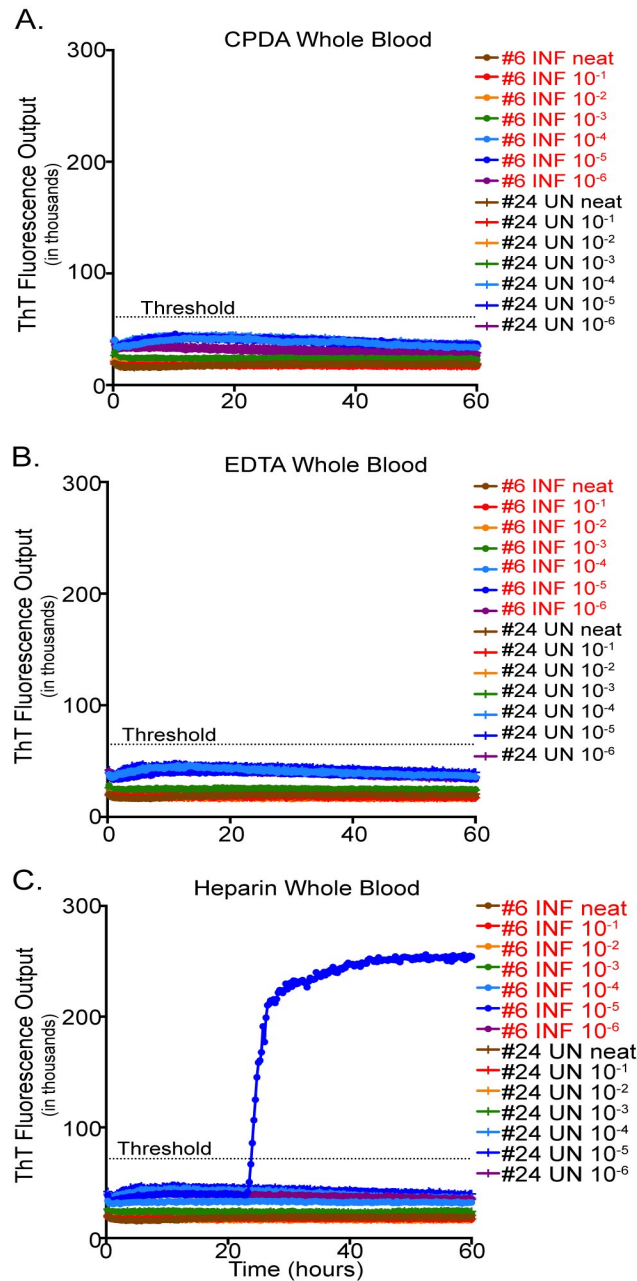 A.
CPDA Whole Blood
ThT Fluorescence Output
(in thousands)
300
200
100
0
0 20 40 60
Threshold
#6 INF neat
#6 INF 10⁻¹
#6 INF 10⁻²
#6 INF 10⁻³
#6 INF 10⁻⁴
#6 INF 10⁻⁵
#6 INF 10⁻⁶
#24 UN neat
#24 UN 10⁻¹
#24 UN 10⁻²
#24 UN 10⁻³
#24 UN 10⁻⁴
#24 UN 10⁻⁵
#24 UN 10⁻⁶
B.
EDTA Whole Blood
ThT Fluorescence Output
(in thousands)
300
200
100
0
0 20 40 60
Threshold
#6 INF neat
#6 INF 10⁻¹
#6 INF 10⁻²
#6 INF 10⁻³
#6 INF 10⁻⁴
#6 INF 10⁻⁵
#6 INF 10⁻⁶
#24 UN neat
#24 UN 10⁻¹
#24 UN 10⁻²
#24 UN 10⁻³
#24 UN 10⁻⁴
#24 UN 10⁻⁵
#24 UN 10⁻⁶
C.
Heparin Whole Blood
ThT Fluorescence Output
(in thousands)
300
200
100
0
0 20 40 60
Time (hours)
Threshold
#6 INF neat
#6 INF 10⁻¹
#6 INF 10⁻²
#6 INF 10⁻³
#6 INF 10⁻⁴
#6 INF 10⁻⁵
#6 INF 10⁻⁶
#24 UN neat
#24 UN 10⁻¹
#24 UN 10⁻²
#24 UN 10⁻³
#24 UN 10⁻⁴
#24 UN 10⁻⁵
#24 UN 10⁻⁶